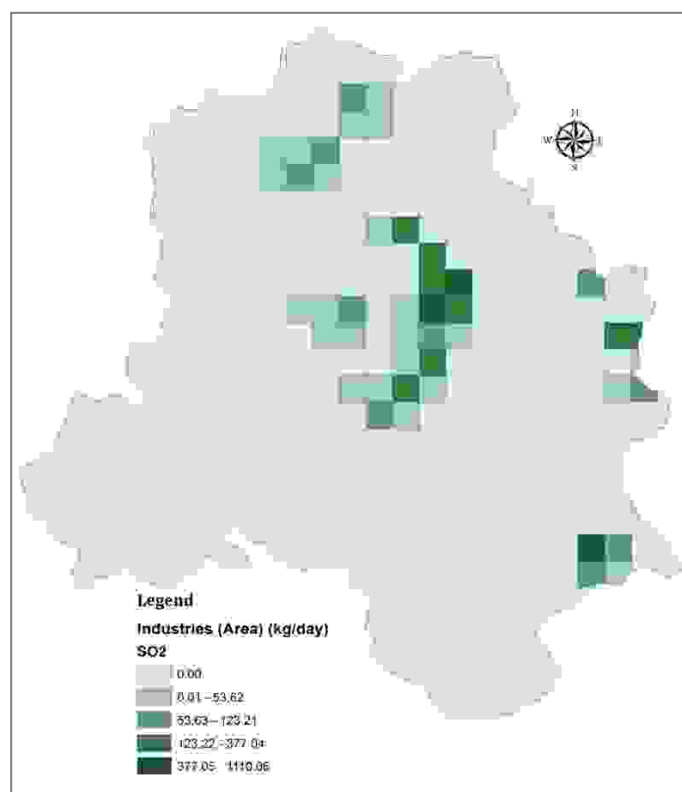 N
W E
S
Legend
Industries (Area) (kg/day)
SO2
0.00
0.01 - 53.62
53.63 - 123.21
123.22 - 377.04
377.05 - 1110.06